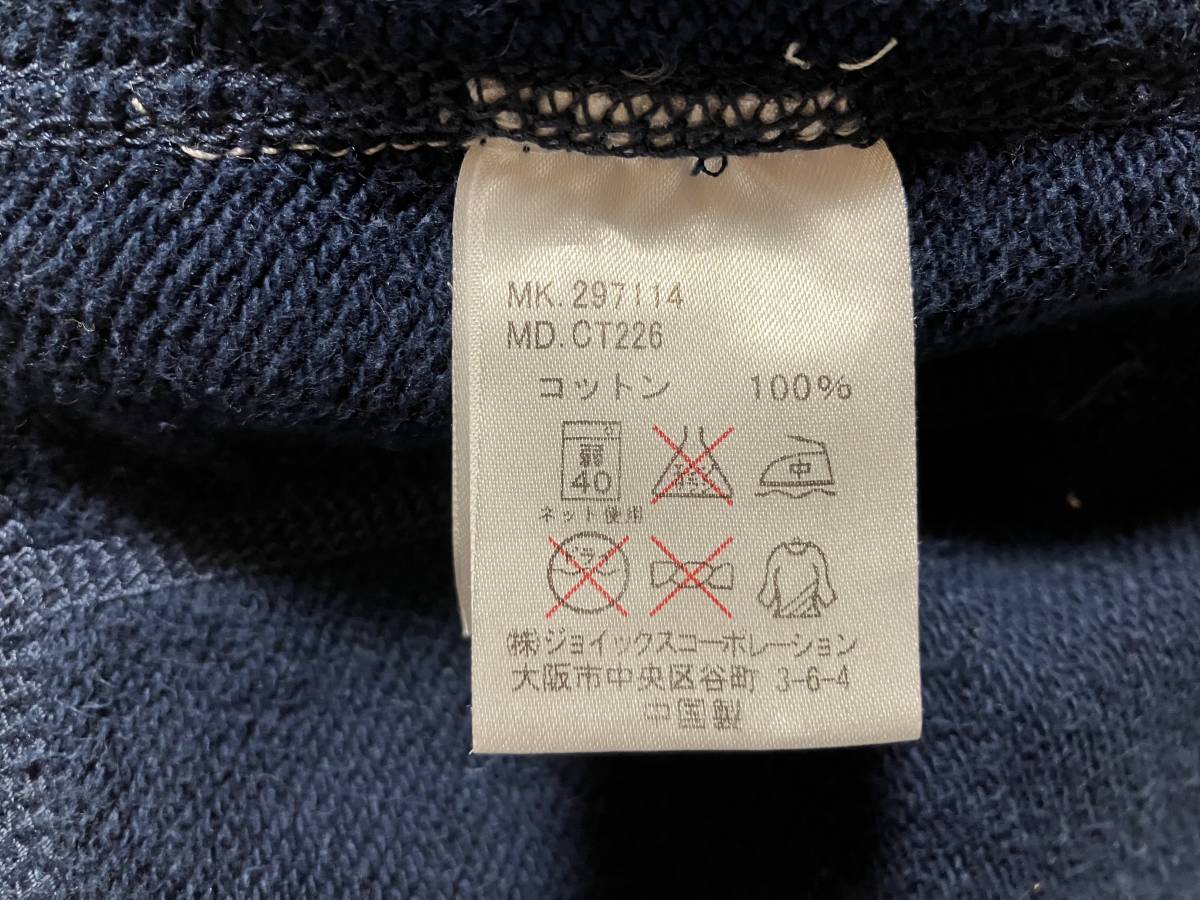 MK. 297114
MD. CT226
コットン 100%
弱
40
中
ネット使用
(株)ジョイックスコーポレーション
大阪市中央区谷町 3-6-4
中国製